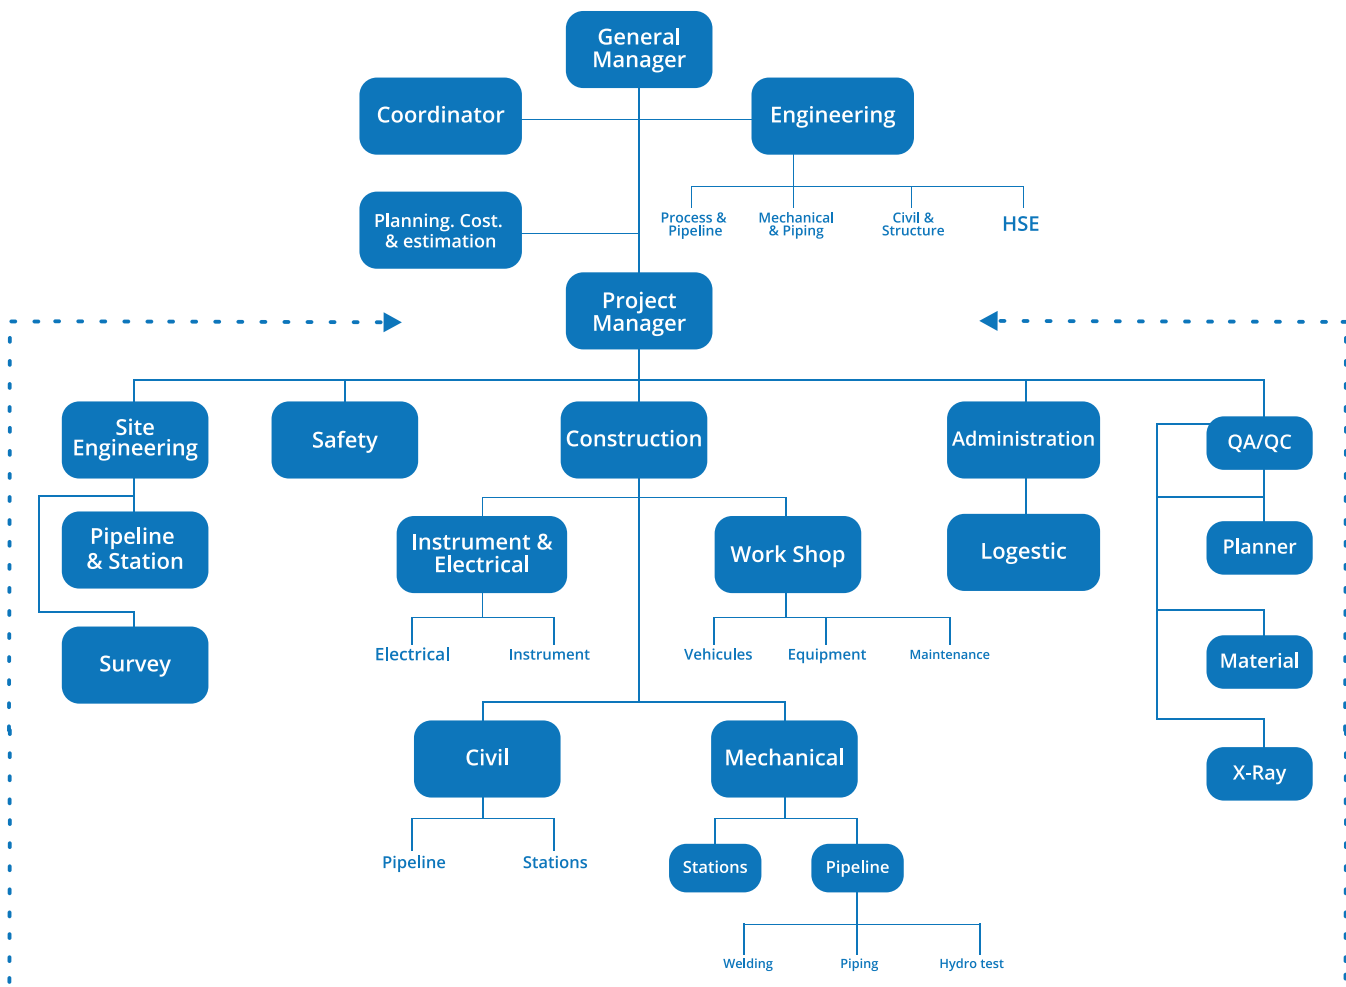 General
Manager
Coordinator
Engineering
Process &
Pipeline
Mechanical
& Piping
Civil &
Structure
HSE
Planning. Cost.
& estimation
Project
Manager
Site
Engineering
Safety
Construction
Administration
QA/QC
Pipeline
& Station
Instrument &
Electrical
Work Shop
Logestic
Planner
Electrical
Instrument
Vehicules
Equipment
Maintenance
Survey
Material
Civil
Mechanical
X-Ray
Pipeline
Stations
Stations
Pipeline
Welding
Piping
Hydro test